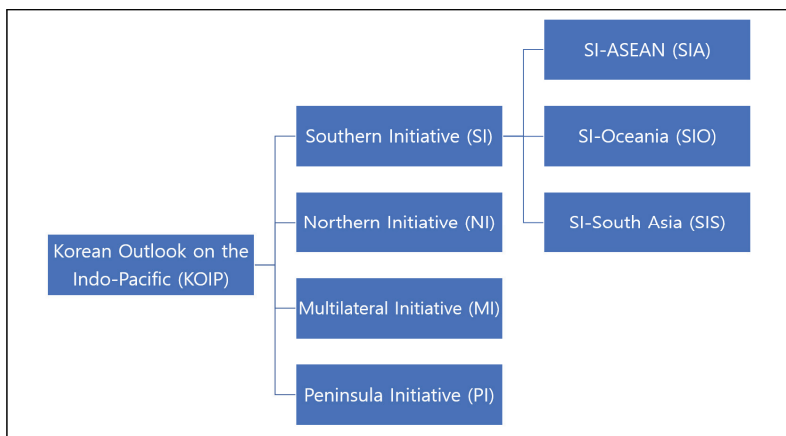 Korean Outlook on the
Indo-Pacific (KOIP)
Southern Initiative (SI)
Northern Initiative (NI)
Multilateral Initiative (MI)
Peninsula Initiative (PI)
SI-ASEAN (SIA)
SI-Oceania (SIO)
SI-South Asia (SIS)